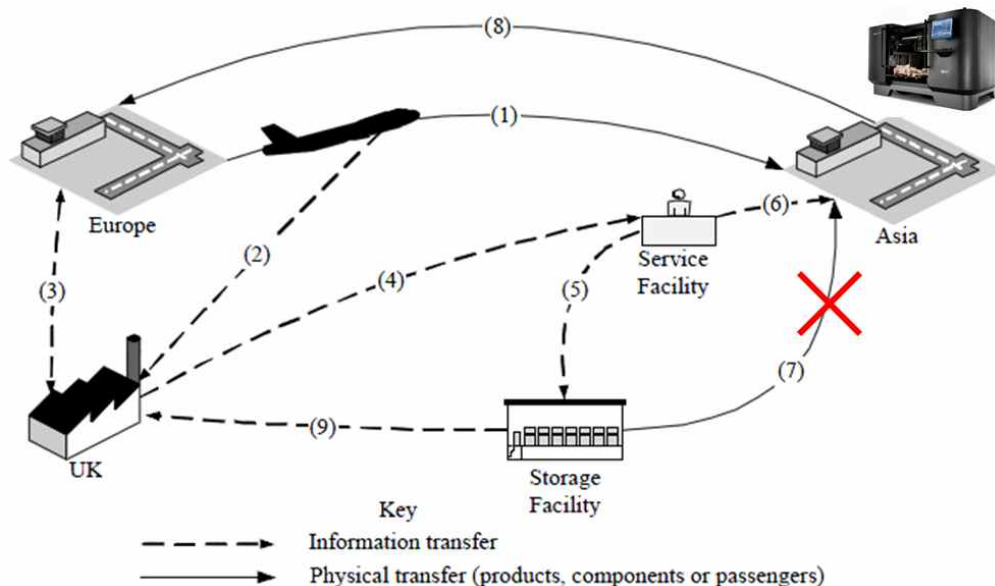 (8)
(1)
Europe
(6)
Asia
(2)
Service
Facility
(3)
(4)
(5)
(7)
(9)
UK
Storage
Facility
Key
Information transfer
Physical transfer (products, components or passengers)